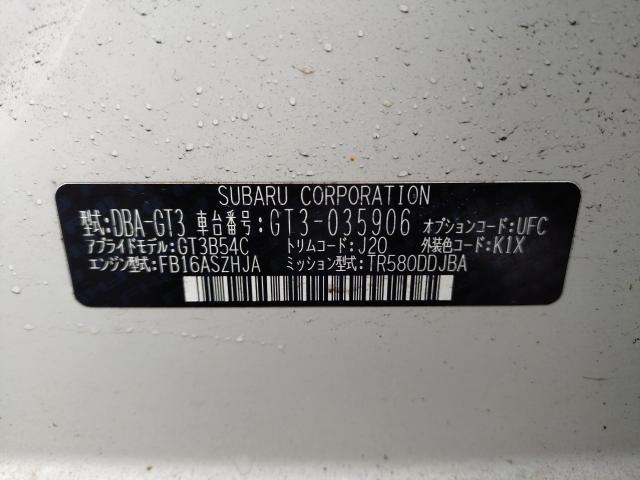 SUBARU CORPORATION
型式:DBA-GT3 車台番号:GT3-035906 オプションコード:UFC
アプライドモデル:GT3B54C トリムコード:J20 外装色コード:K1X
エンジン型式:FB16ASZHJA ミッション型式:TR580DDJBA